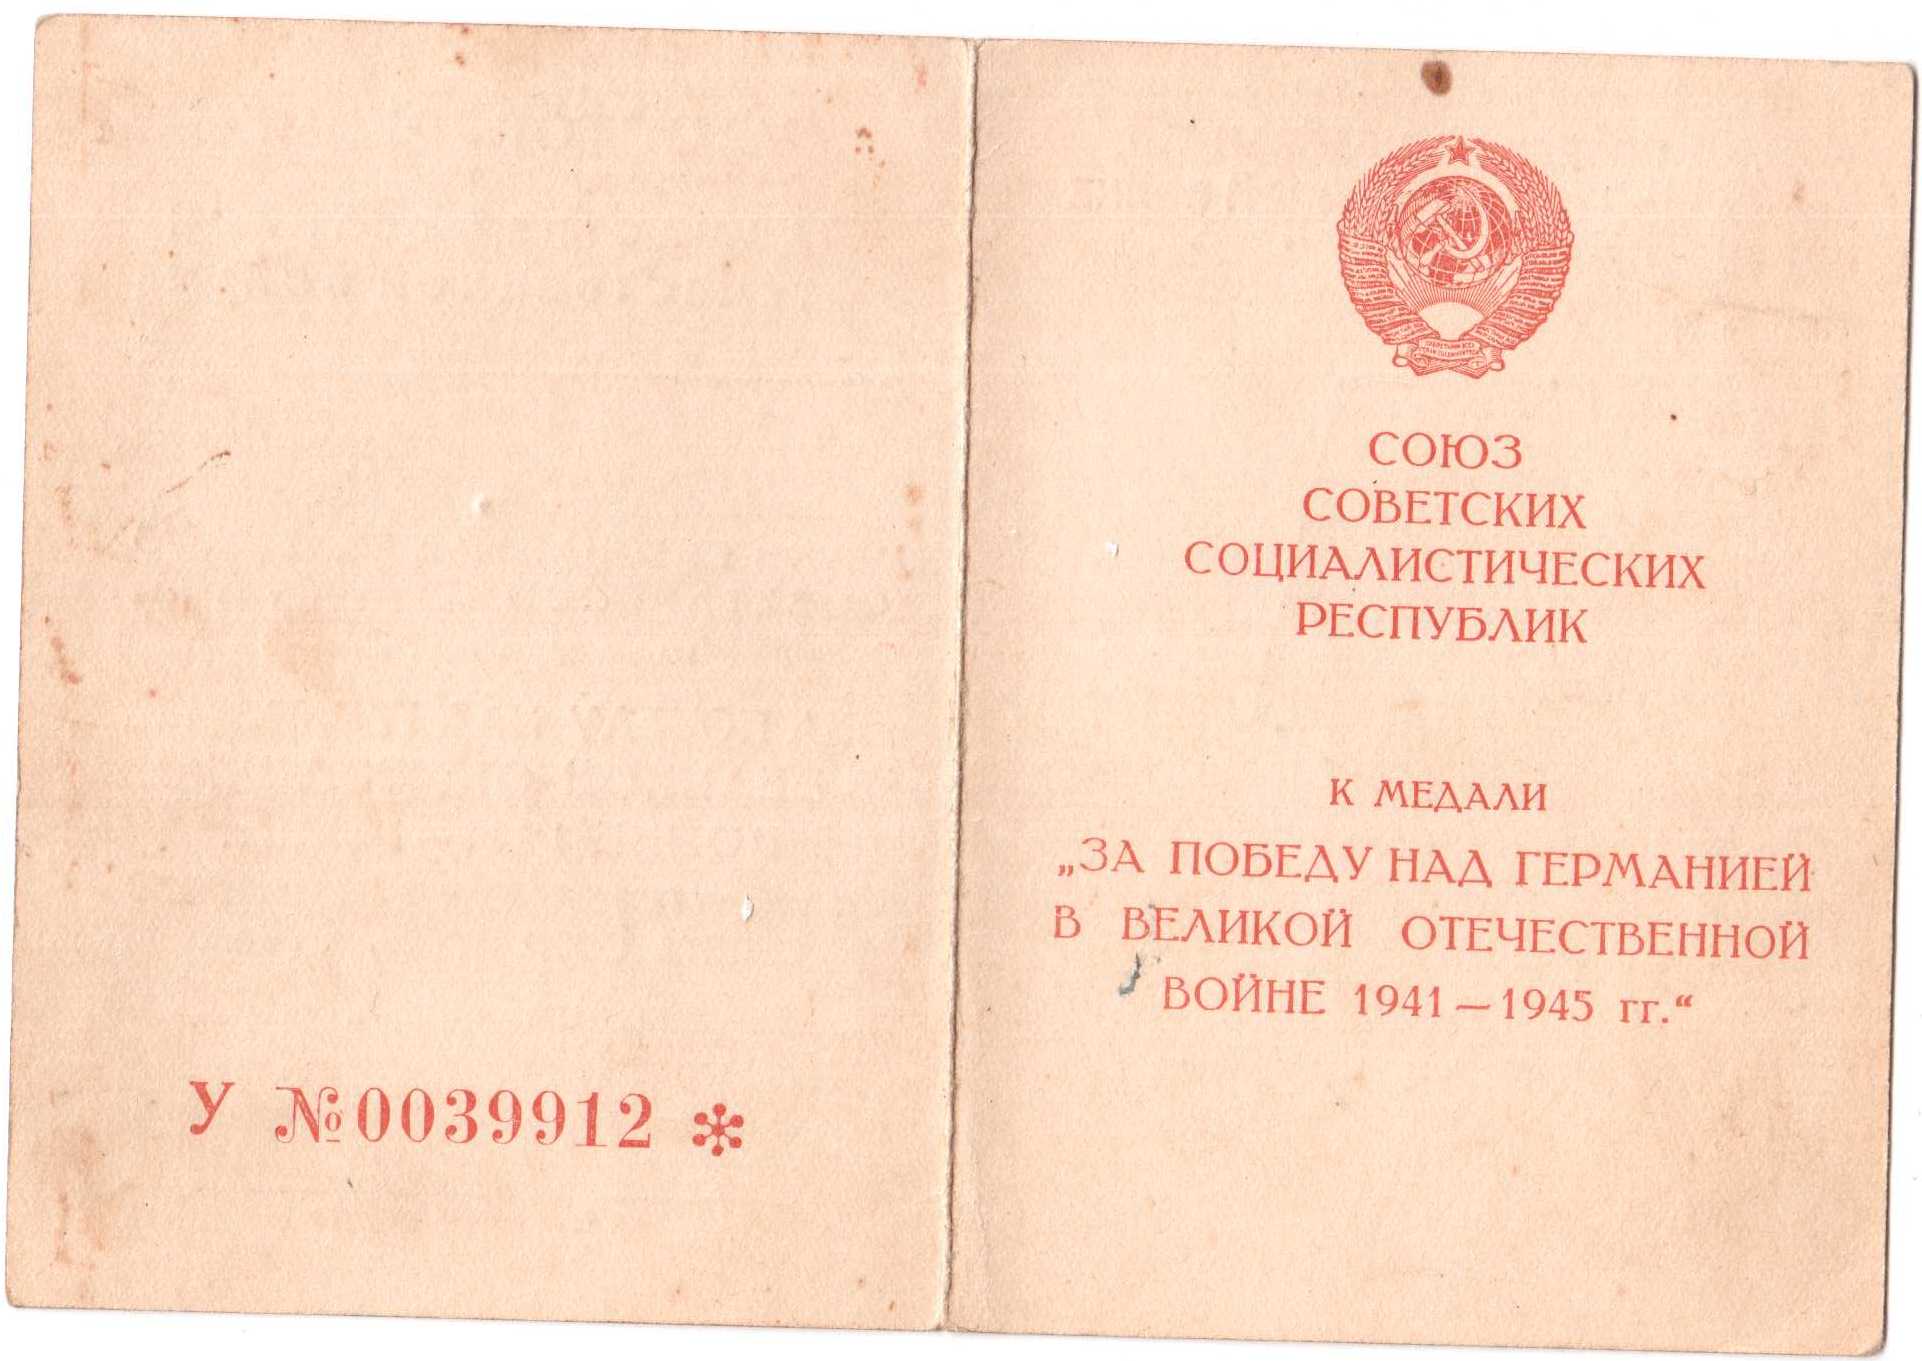 У №0039912 *
СОЮЗ
СОВЕТСКИХ
СОЦИАЛИСТИЧЕСКИХ
РЕСПУБЛИК
К МЕДАЛИ
„ЗА ПОБЕДУ НАД ГЕРМАНИЕЙ
В ВЕЛИКОЙ ОТЕЧЕСТВЕННОЙ
ВОЙНЕ 1941—1945 гг.“